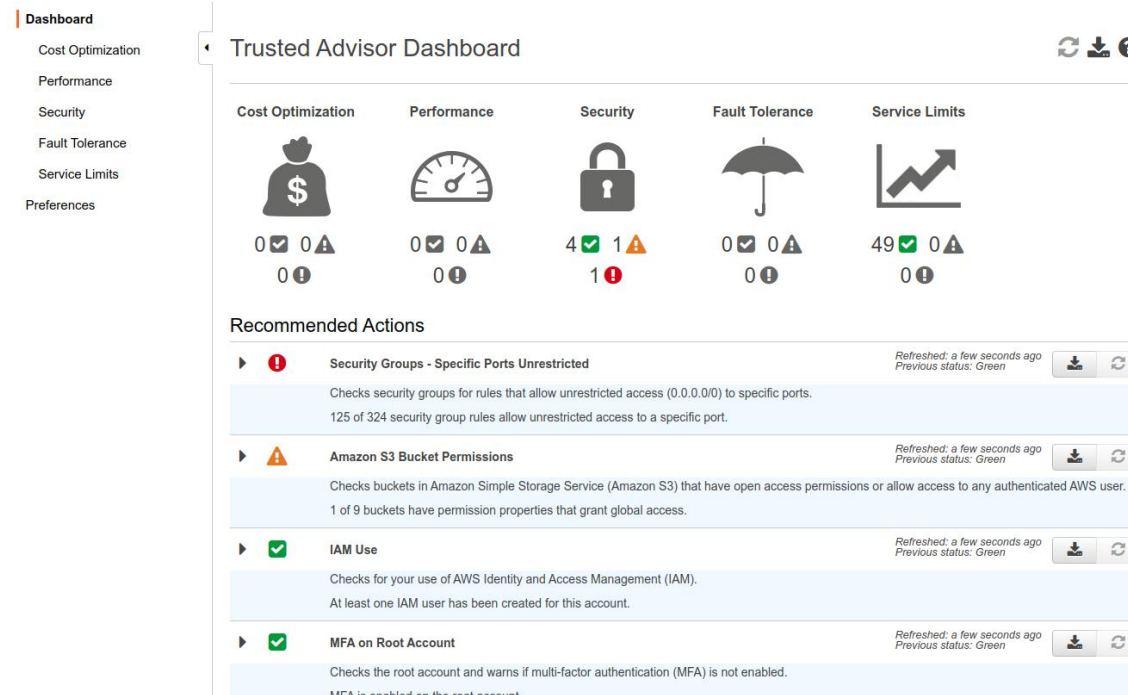 Dashboard
Cost Optimization
Performance
Security
Fault Tolerance
Service Limits
Preferences
Trusted Advisor Dashboard
Cost Optimization
Performance
Security
Fault Tolerance
Service Limits
$
0 0
0
0 0
0
4 1
1
0 0
0
49 0
0
Recommended Actions
Security Groups - Specific Ports Unrestricted
Refreshed: a few seconds ago
Previous status: Green
Checks security groups for rules that allow unrestricted access (0.0.0.0/0) to specific ports.
125 of 324 security group rules allow unrestricted access to a specific port.
Amazon S3 Bucket Permissions
Refreshed: a few seconds ago
Previous status: Green
Checks buckets in Amazon Simple Storage Service (Amazon S3) that have open access permissions or allow access to any authenticated AWS user.
1 of 9 buckets have permission properties that grant global access.
IAM Use
Refreshed: a few seconds ago
Previous status: Green
Checks for your use of AWS Identity and Access Management (IAM).
At least one IAM user has been created for this account.
MFA on Root Account
Refreshed: a few seconds ago
Previous status: Green
Checks the root account and warns if multi-factor authentication (MFA) is not enabled.
MFA is enabled on the root account.